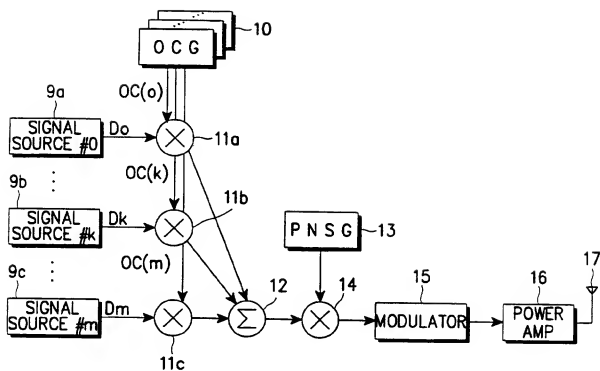 10
O C G
OC(o)
9a
SIGNAL
SOURCE #0
Do
11a
OC(k)
9b
SIGNAL
SOURCE #k
Dk
11b
PNSG
13
OC(m)
9c
SIGNAL
SOURCE #m
Dm
11c
12
Σ
14
15
MODULATOR
16
POWER
AMP
17